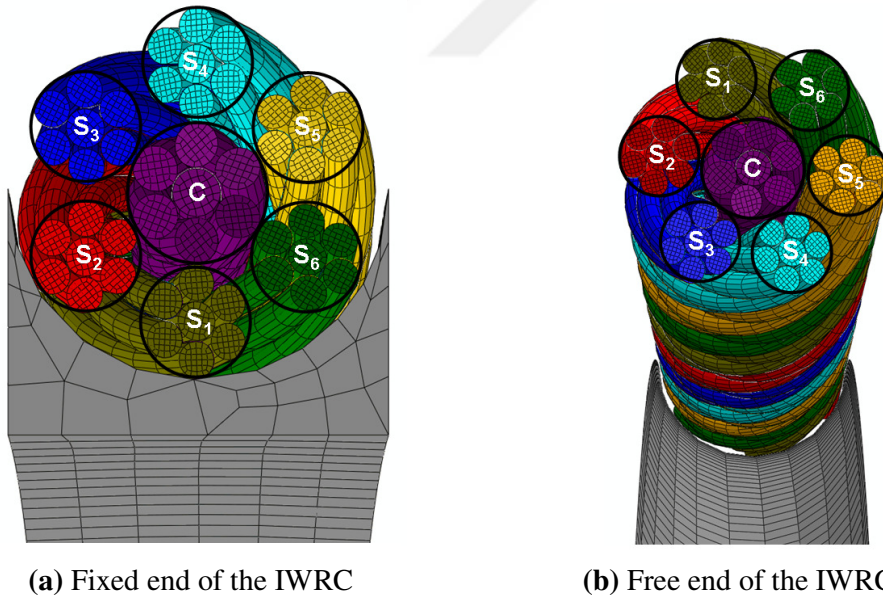 S4
S3
S5
C
S2
S6
S1
S1
S6
S2
C
S5
S3
S4
(a) Fixed end of the IWRC
(b) Free end of the IWRC